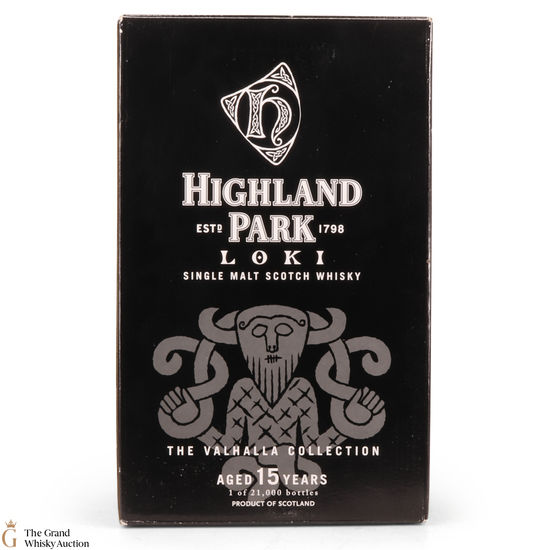 HIGHLAND
ESTD PARK 1798
LOKI
SINGLE MALT SCOTCH WHISKY
THE VALHALLA COLLECTION
AGED 15 YEARS
1 of 21,000 bottles
PRODUCT OF SCOTLAND
G The Grand
Whisky Auction